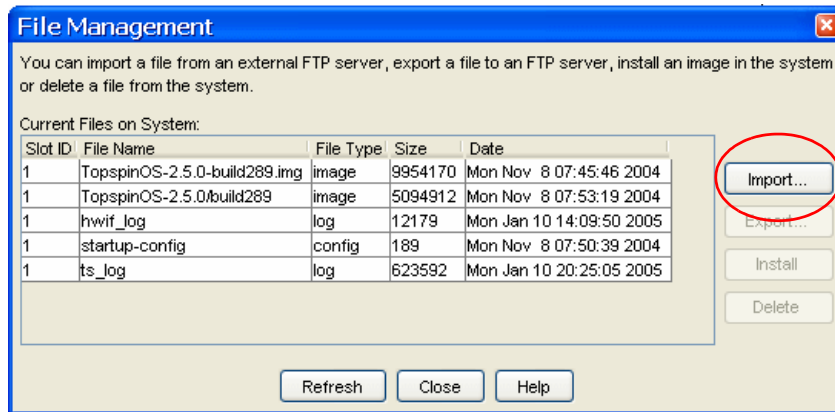 File Management
You can import a file from an external FTP server, export a file to an FTP server, install an image in the system
or delete a file from the system.
Current Files on System:
Slot ID File Name File Type Size Date
1 TopspinOS-2.5.0-build289.img image 9954170 Mon Nov 8 07:45:46 2004
1 TopspinOS-2.5.0/build289 image 5094912 Mon Nov 8 07:53:19 2004
1 hwif_log log 12179 Mon Jan 10 14:09:50 2005
1 startup-config config 189 Mon Nov 8 07:50:39 2004
1 ts_log log 623592 Mon Jan 10 20:25:05 2005
Import...
Export...
Install
Delete
Refresh Close Help